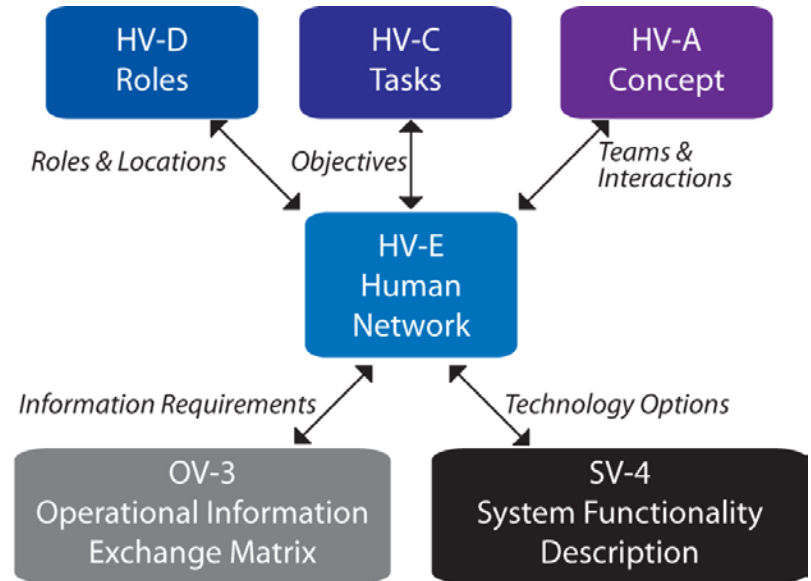 HV-D
Roles
HV-C
Tasks
HV-A
Concept
Roles & Locations
Objectives
Teams &
Interactions
HV-E
Human
Network
Information Requirements
Technology Options
OV-3
Operational Information
Exchange Matrix
SV-4
System Functionality
Description